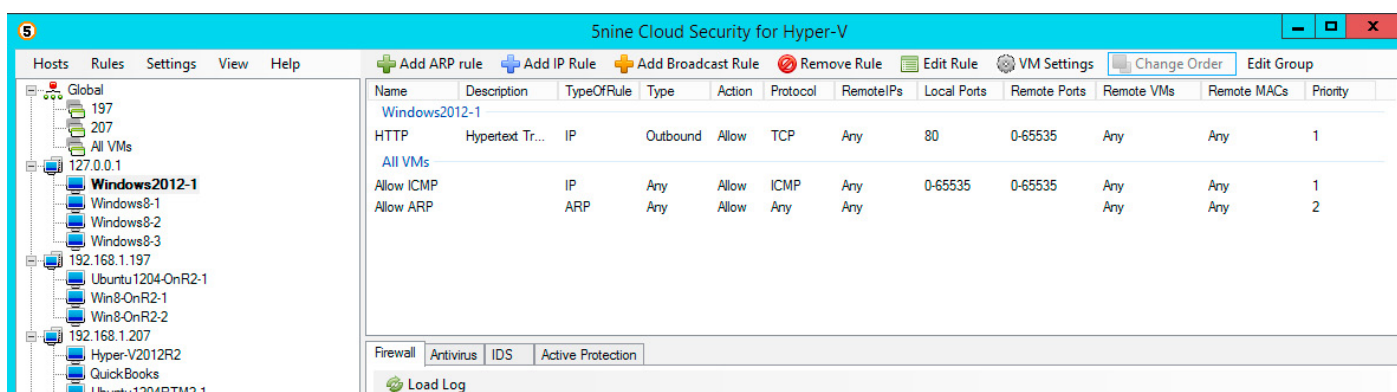 5 5nine Cloud Security for Hyper-V x
Hosts Rules Settings View Help
Add ARP rule Add IP Rule Add Broadcast Rule Remove Rule Edit Rule VM Settings Change Order Edit Group
Global
197
207
All VMs
127.0.0.1
Windows2012-1
Windows8-1
Windows8-2
Windows8-3
192.168.1.197
Ubuntu1204-OnR2-1
Win8-OnR2-1
Win8-OnR2-2
192.168.1.207
Hyper-V2012R2
QuickBooks
Ubuntu1204RTM2-1
Name Description TypeOfRule Type Action Protocol RemoteIPs Local Ports Remote Ports Remote VMs Remote MACs Priority
Windows2012-1
HTTP Hypertext Tr... IP Outbound Allow TCP Any 80 0-65535 Any Any 1
All VMs
Allow ICMP IP Any Allow ICMP Any 0-65535 0-65535 Any Any 1
Allow ARP ARP Any Allow Any Any Any Any 2
Firewall Antivirus IDS Active Protection
Load Log